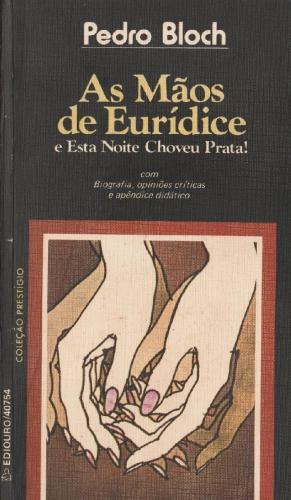 Pedro Bloch
As Mãos
de Eurídice
e Esta Noite Choveu Prata!
com
Biografia, opiniões críticas
e apêndice didático
COLEÇÃO PRESTÍGIO
EDIOURO/40754